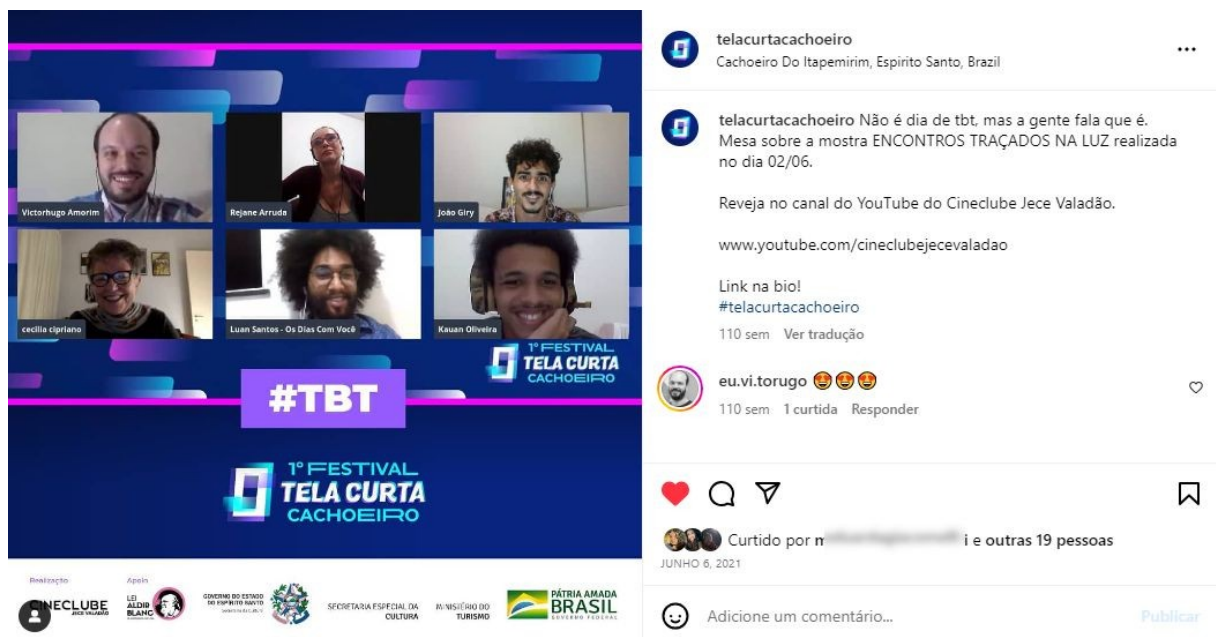 Victorhugo Amorim
Rejane Arruda
João Giry
cecilia cipriano
Luan Santos - Os Dias Com Você
Kauan Oliveira
1º FESTIVAL
TELA CURTA
CACHOEIRO
#TBT
1º FESTIVAL
TELA CURTA
CACHOEIRO
Realização
CINECLUBE
JECE VALADÃO
Apoio
LEI
ALDIR
BLANC
GOVERNO DO ESTADO
DO ESPÍRITO SANTO
SECRETARIA ESPECIAL DA
CULTURA
MINISTÉRIO DO
TURISMO
PÁTRIA AMADA
BRASIL
GOVERNO FEDERAL
telacurtacachoeiro
Cachoeiro Do Itapemirim, Espirito Santo, Brazil
telacurtacachoeiro Não é dia de tbt, mas a gente fala que é.
Mesa sobre a mostra ENCONTROS TRAÇADOS NA LUZ realizada
no dia 02/06.
Reveja no canal do YouTube do Cineclube Jece Valadão.
www.youtube.com/cineclubejecevaladao
Link na bio!
#telacurtacachoeiro
110 sem Ver tradução
eu.vi.torugo 🤩🤩🤩
110 sem 1 curtida Responder
Curtido por m i e outras 19 pessoas
JUNHO 6, 2021
Adicione um comentário...
Publicar